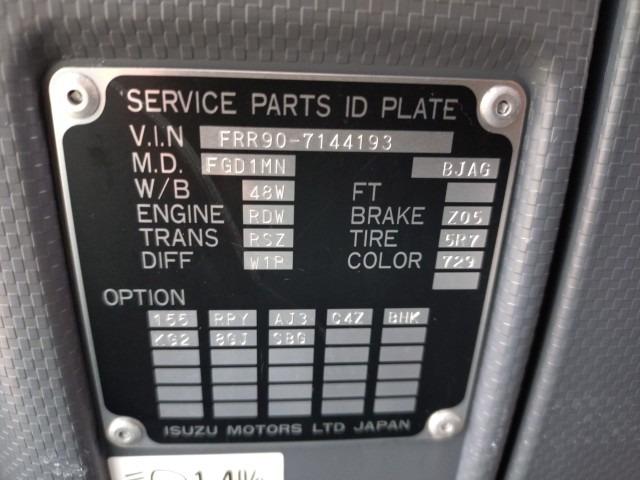 SERVICE PARTS ID PLATE
V.I.N FRR90-7144193
M.D. FGD1MN BJAG
W/B 48W FT
ENGINE RDW BRAKE Z05
TRANS RSZ TIRE 5R7
DIFF W1P COLOR 729
OPTION
155 RPY AJ3 C4Z BHK
KG2 8GJ CBG
ISUZU MOTORS LTD JAPAN